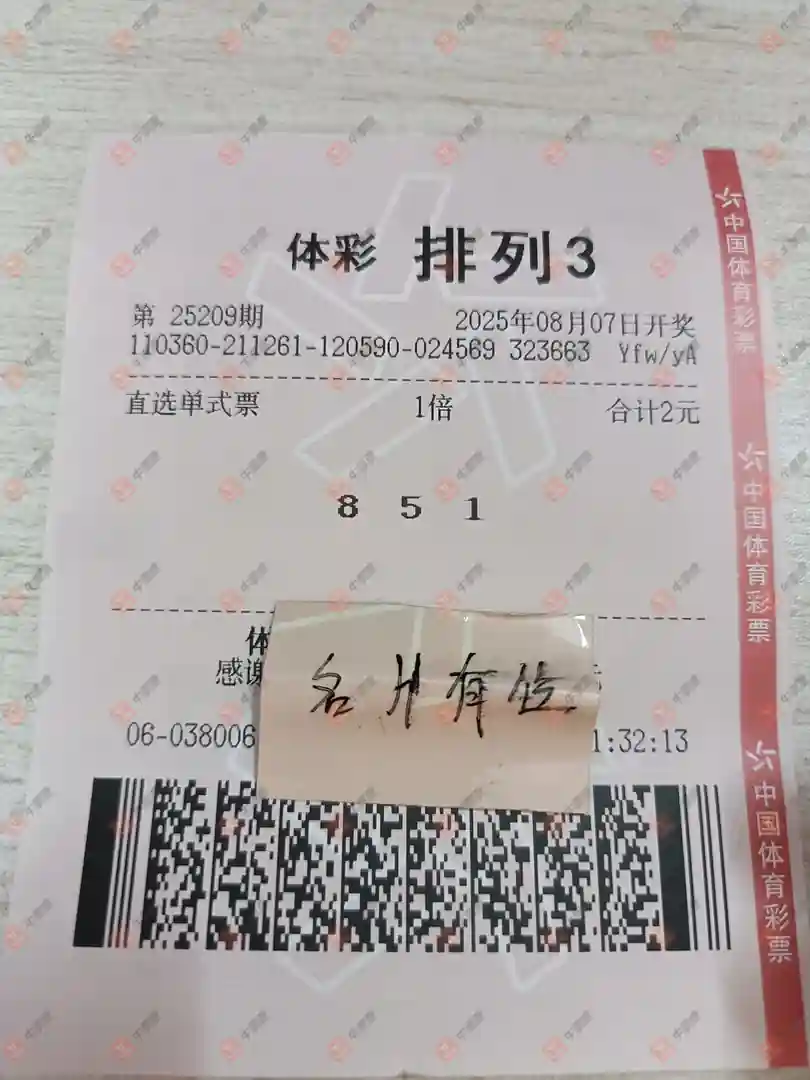 体彩 排列3
第 25209期 2025年08月07日开奖
110360-211261-120590-024569 323663 Yfw/yA
直选单式票 1倍 合计2元
8 5 1
体
感谢
名片有位
06-038006 1:32:13
中国体育彩票
中国体育彩票
中国体育彩票